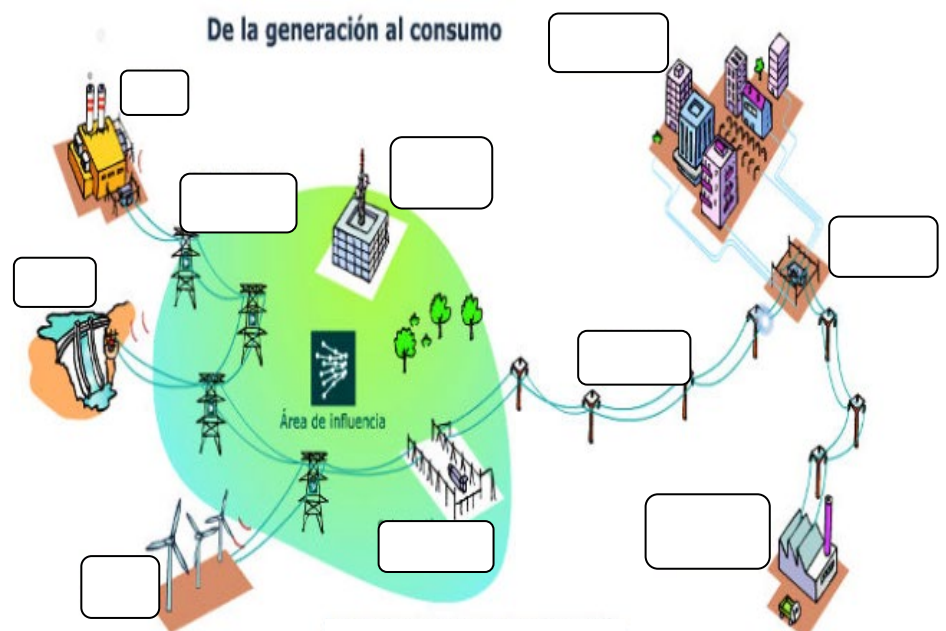 De la generación al consumo
Área de influencia